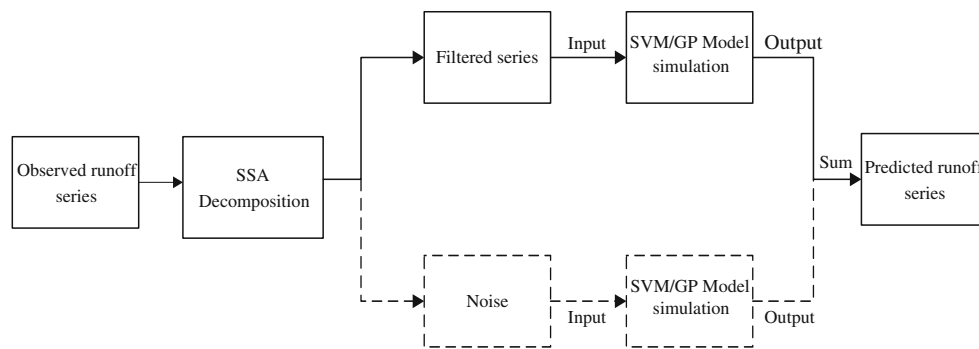 Observed runoff
series
SSA
Decomposition
Filtered series
Input
SVM/GP Model
simulation
Output
Noise
Input
SVM/GP Model
simulation
Output
Sum
Predicted runoff
series